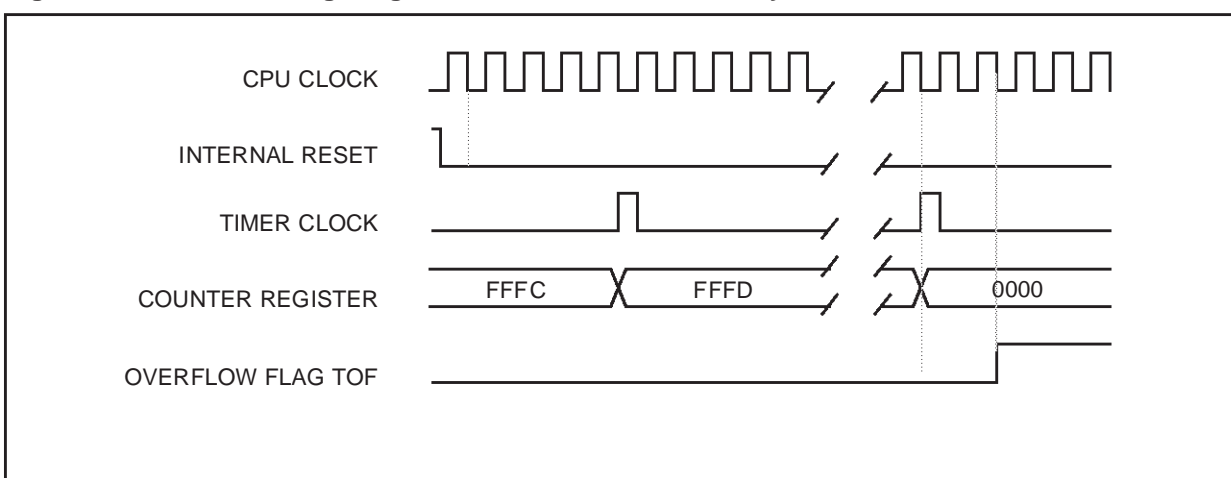 CPU CLOCK
INTERNAL RESET
TIMER CLOCK
COUNTER REGISTER
FFFC FFFD 0000
OVERFLOW FLAG TOF